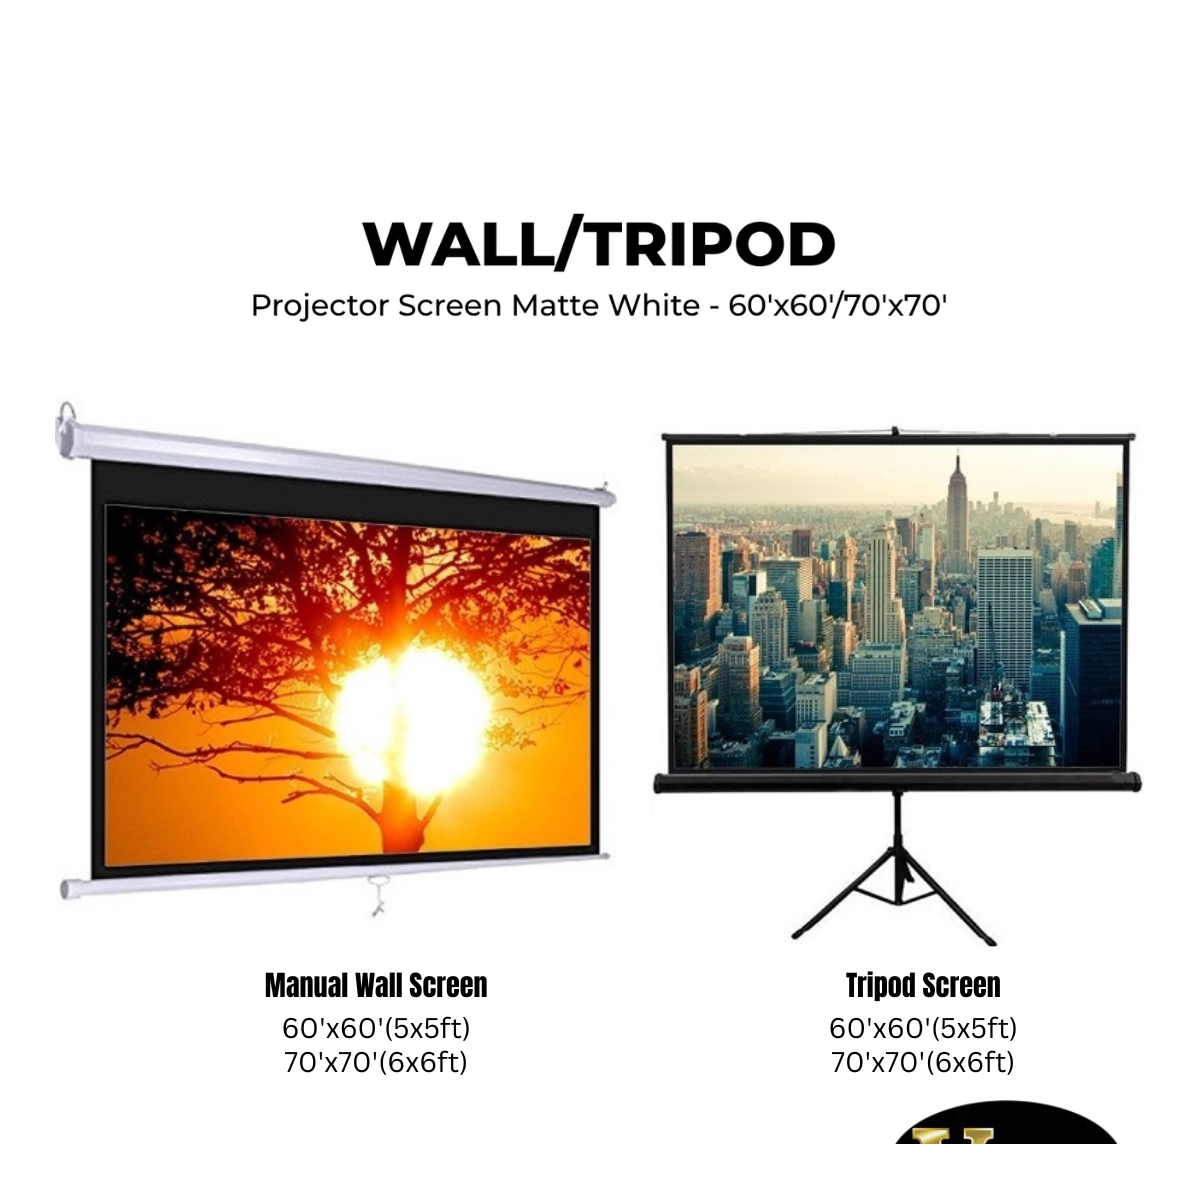 WALL/TRIPOD
Projector Screen Matte White - 60'x60'/70'x70'
Manual Wall Screen
60'x60'(5x5ft)
70'x70'(6x6ft)
Tripod Screen
60'x60'(5x5ft)
70'x70'(6x6ft)